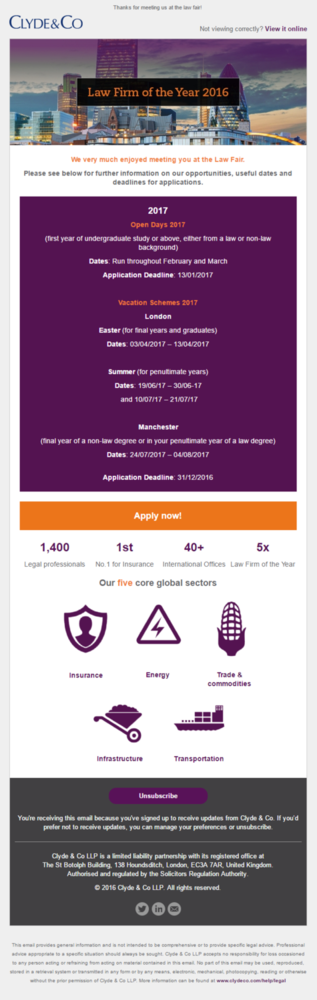 Thanks for meeting us at the law fair!
CLYDE&CO
Not viewing correctly? View it online
Law Firm of the Year 2016
We very much enjoyed meeting you at the Law Fair.
Please see below for further information on our opportunities, useful dates and
deadlines for applications.
2017
Open Days 2017
(first year of undergraduate study or above, either from a law or non-law
background)
Dates: Run throughout February and March
Application Deadline: 13/01/2017
Vacation Schemes 2017
London
Easter (for final years and graduates)
Dates: 03/04/2017 – 13/04/2017
Summer (for penultimate years)
Dates: 19/06/17 – 30/06-17
and 10/07/17 – 21/07/17
Manchester
(final year of a non-law degree or in your penultimate year of a law degree)
Dates: 24/07/2017 – 04/08/2017
Application Deadline: 31/12/2016
Apply now!
1,400 1st 40+ 5x
Legal professionals No.1 for Insurance International Offices Law Firm of the Year
Our five core global sectors
Insurance Energy Trade &
commodities
Infrastructure Transportation
Unsubscribe
You're receiving this email because you've signed up to receive updates from Clyde & Co. If you'd
prefer not to receive updates, you can manage your preferences or unsubscribe.
Clyde & Co LLP is a limited liability partnership with its registered office at
The St Botolph Building, 138 Houndsditch, London, EC3A 7AR, United Kingdom.
Authorised and regulated by the Solicitors Regulation Authority.
© 2016 Clyde & Co LLP. All rights reserved.
This email provides general information and is not intended to be comprehensive or to provide specific legal advice. Professional
advice appropriate to a specific situation should always be sought. Clyde & Co LLP accepts no responsibility for loss occasioned
to any person acting or refraining from acting on material contained in this email. No part of this email may be used, reproduced,
stored in a retrieval system or transmitted in any form or by any means, electronic, mechanical, photocopying, reading or otherwise
without the prior permission of Clyde & Co LLP. More information can be found at www.clydeco.com/help/legal